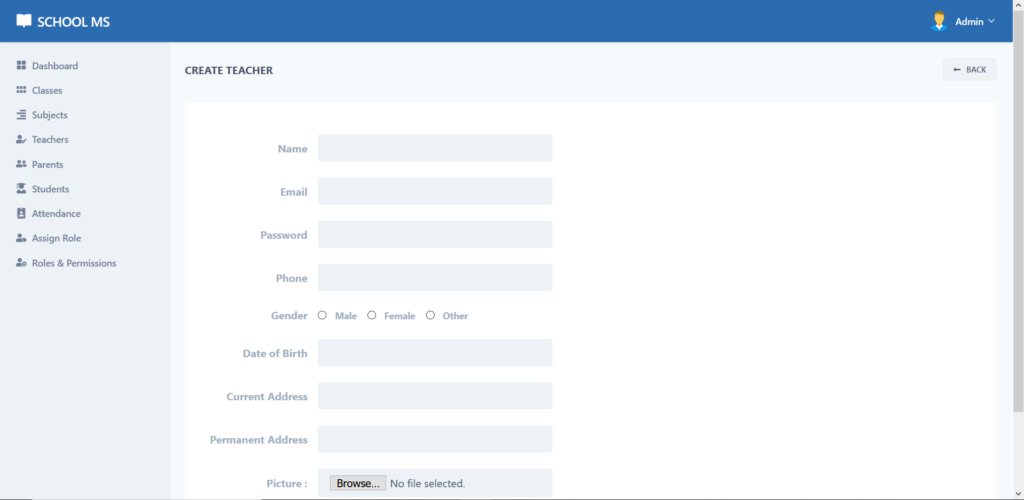 SCHOOL MS
Admin
Dashboard
Classes
Subjects
Teachers
Parents
Students
Attendance
Assign Role
Roles & Permissions
CREATE TEACHER
← BACK
Name
Email
Password
Phone
Gender Male Female Other
Date of Birth
Current Address
Permanent Address
Picture : Browse... No file selected.